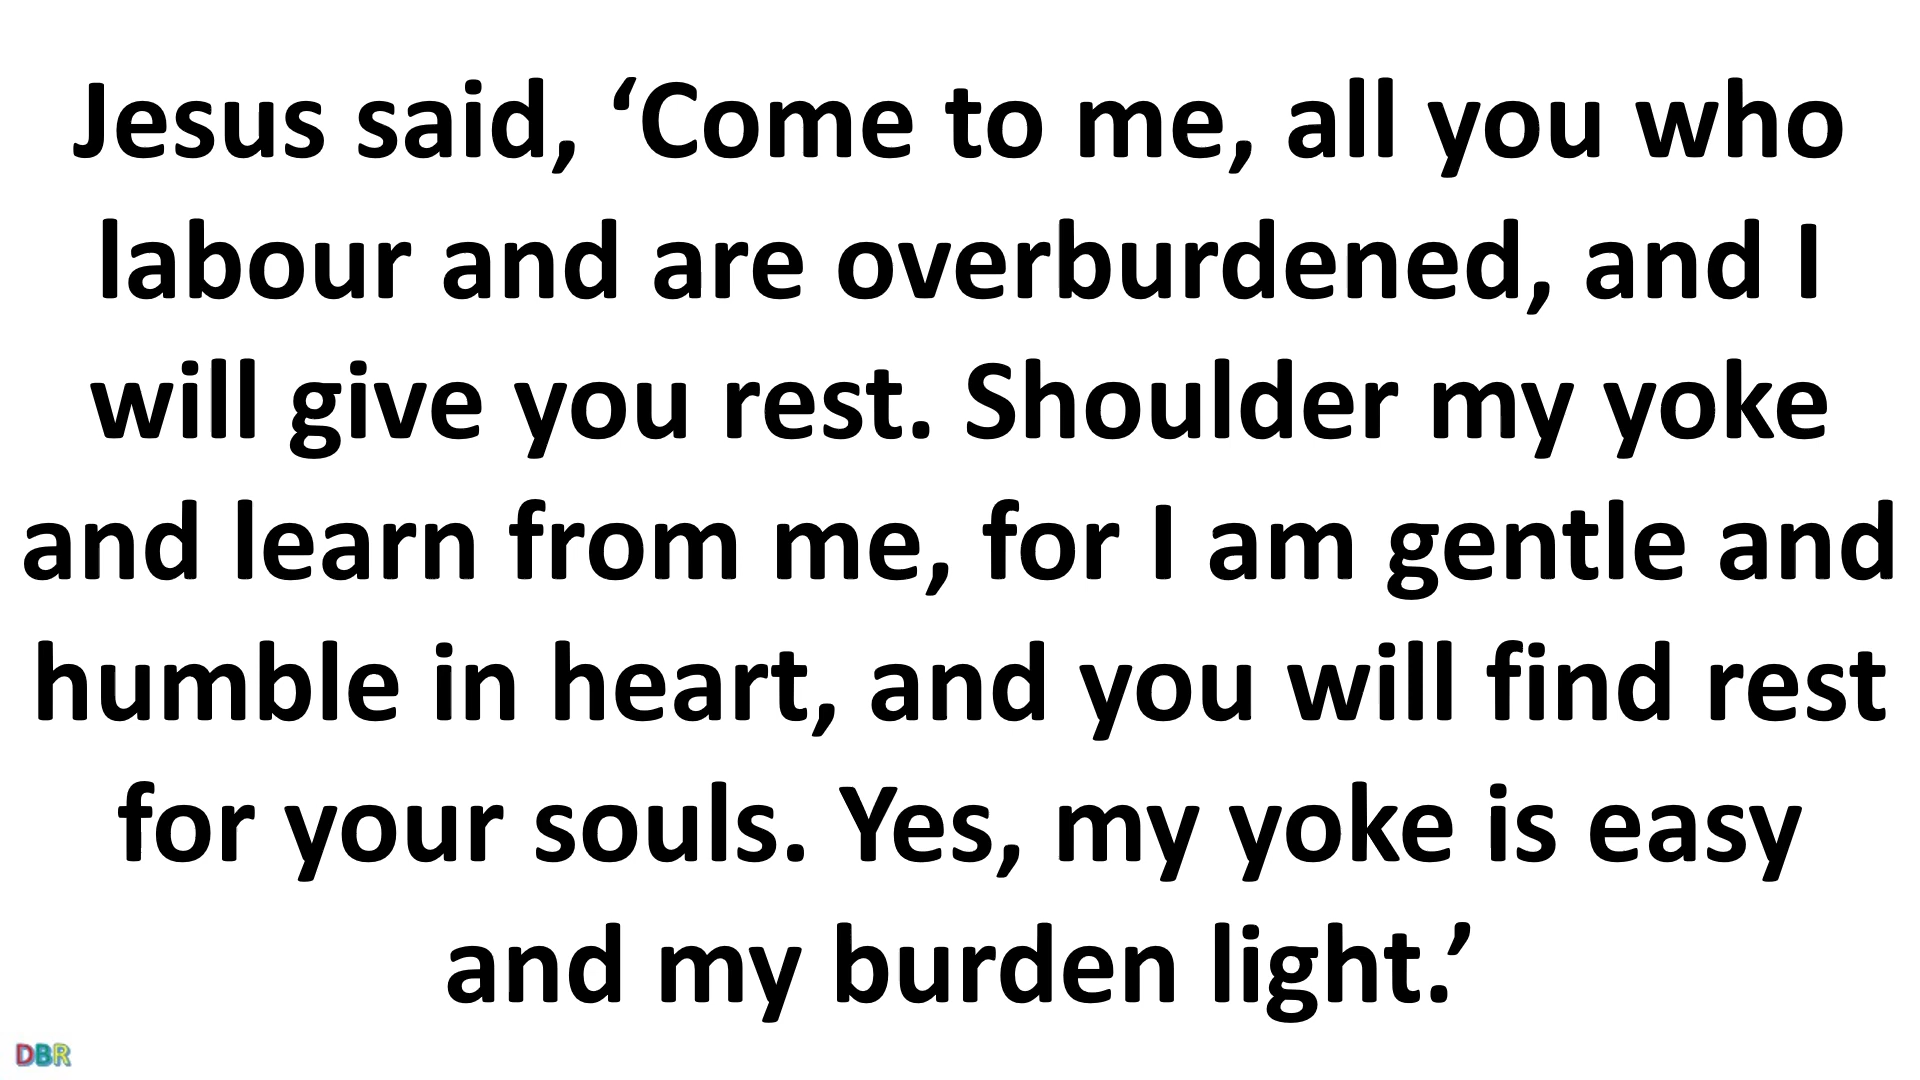 Jesus said, ‘Come to me, all you who
labour and are overburdened, and I
will give you rest. Shoulder my yoke
and learn from me, for I am gentle and
humble in heart, and you will find rest
for your souls. Yes, my yoke is easy
and my burden light.’
DBR